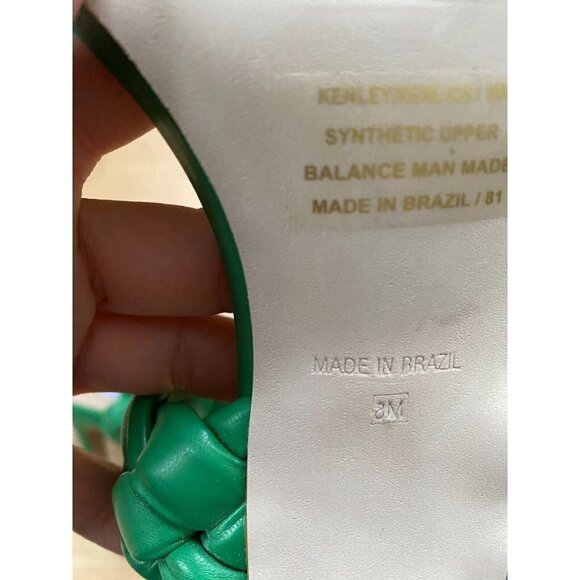 SYNTHETIC UPPER
BALANCE MAN MADE
MADE IN BRAZIL / 81
MADE IN BRAZIL
8M